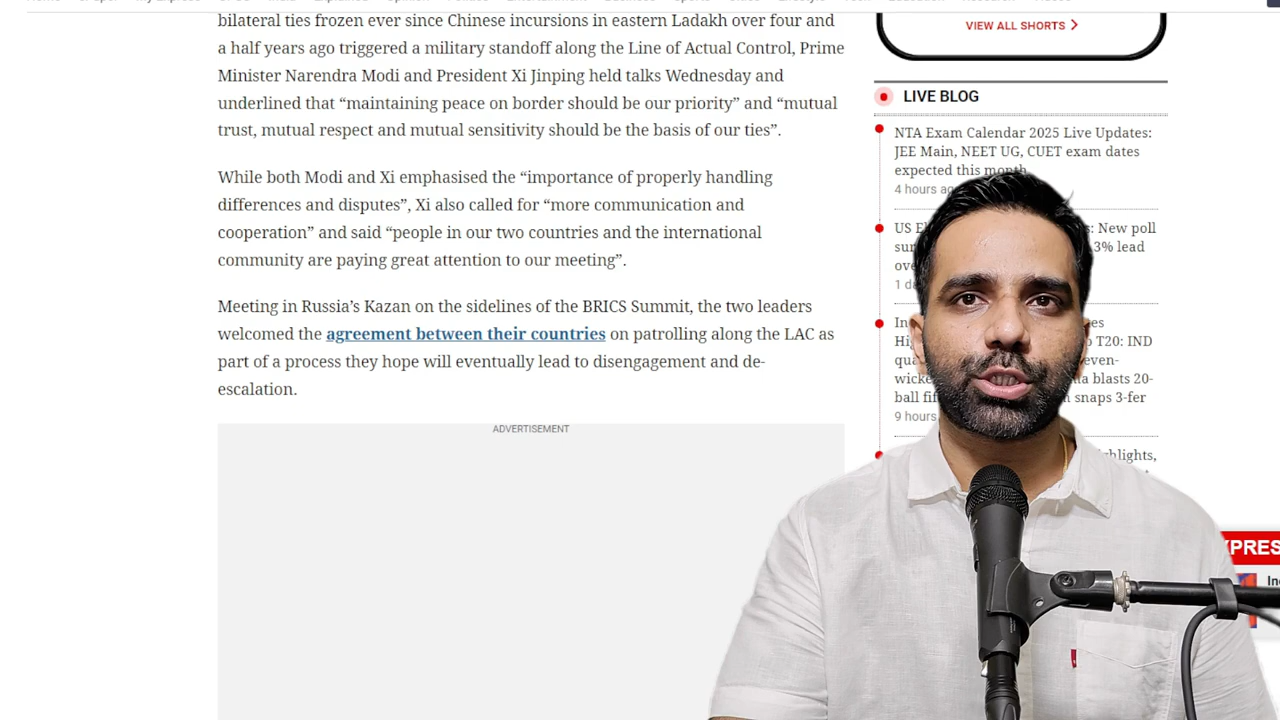 bilateral ties frozen ever since Chinese incursions in eastern Ladakh over four and
a half years ago triggered a military standoff along the Line of Actual Control, Prime
Minister Narendra Modi and President Xi Jinping held talks Wednesday and
underlined that “maintaining peace on border should be our priority” and “mutual
trust, mutual respect and mutual sensitivity should be the basis of our ties”.
While both Modi and Xi emphasised the “importance of properly handling
differences and disputes”, Xi also called for “more communication and
cooperation” and said “people in our two countries and the international
community are paying great attention to our meeting”.
Meeting in Russia’s Kazan on the sidelines of the BRICS Summit, the two leaders
welcomed the agreement between their countries on patrolling along the LAC as
part of a process they hope will eventually lead to disengagement and de-
escalation.
ADVERTISEMENT
VIEW ALL SHORTS
LIVE BLOG
NTA Exam Calendar 2025 Live Updates:
JEE Main, NEET UG, CUET exam dates
expected this month
4 hours
US : New poll
3% lead
1
T20: IND
blasts 20-
ball snaps 3-fer
9 hours